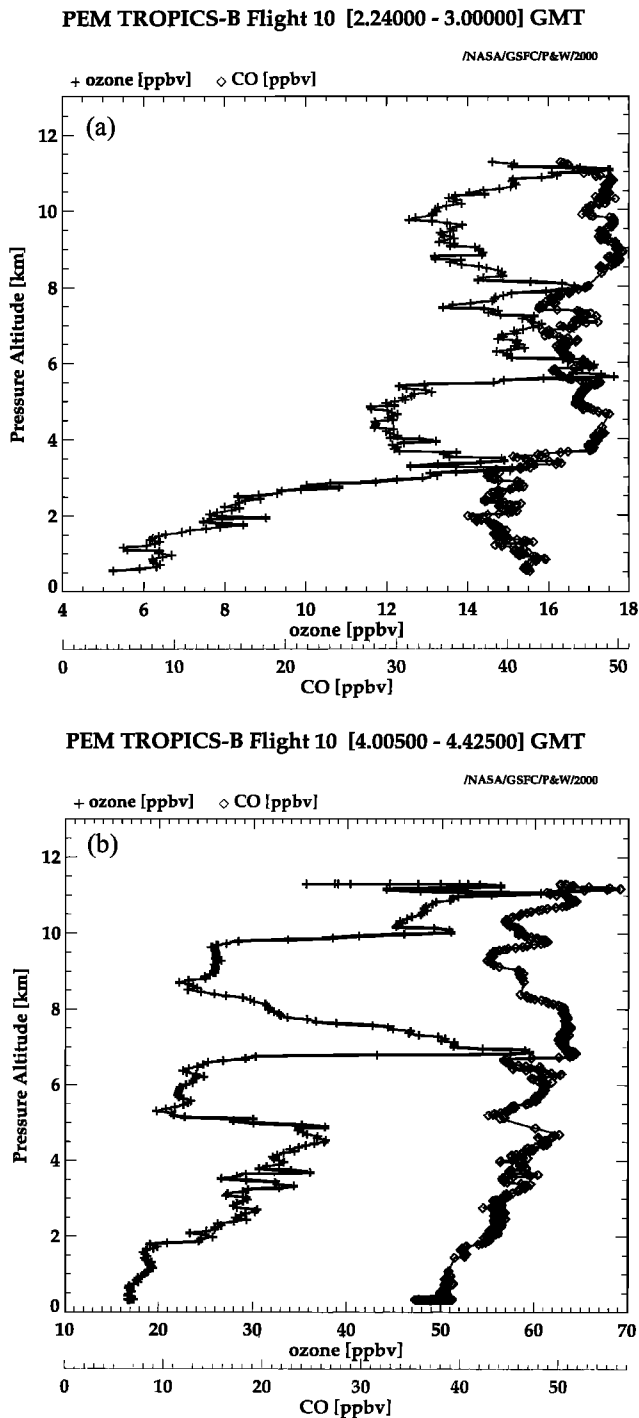 PEM TROPICS-B Flight 10 [2.24000 - 3.00000] GMT
/NASA/GSFC/P&W/2000
+ ozone [ppbv] ◇ CO [ppbv]
(a)
Pressure Altitude [km]
12
10
8
6
4
2
0
4 6 8 10 12 14 16 18
ozone [ppbv]
0 10 20 30 40 50
CO [ppbv]
PEM TROPICS-B Flight 10 [4.00500 - 4.42500] GMT
/NASA/GSFC/P&W/2000
+ ozone [ppbv] ◇ CO [ppbv]
(b)
Pressure Altitude [km]
12
10
8
6
4
2
0
10 20 30 40 50 60 70
ozone [ppbv]
0 10 20 30 40 50
CO [ppbv]